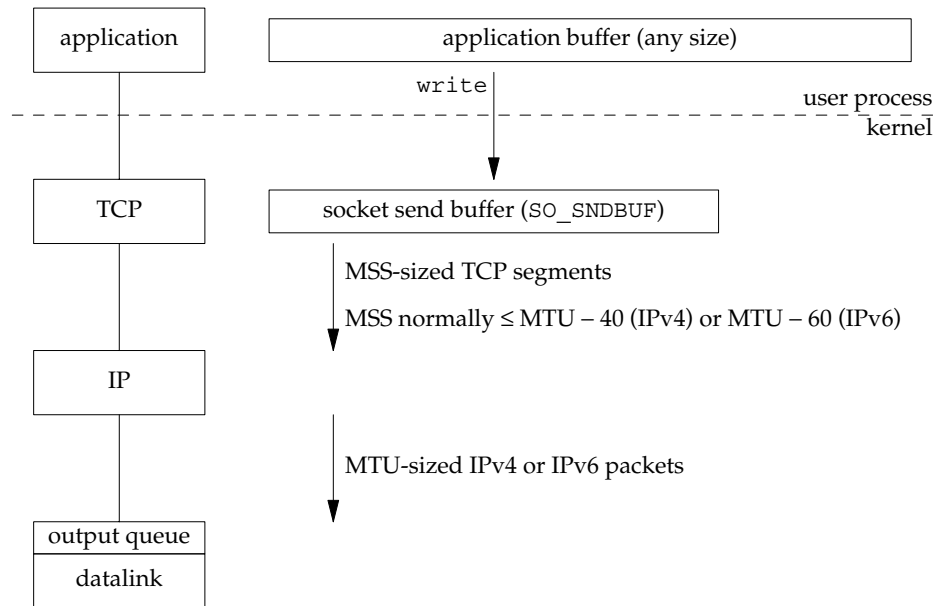 application
application buffer (any size)
write
user process
kernel
TCP
socket send buffer (SO_SNDBUF)
MSS-sized TCP segments
MSS normally ≤ MTU – 40 (IPv4) or MTU – 60 (IPv6)
IP
MTU-sized IPv4 or IPv6 packets
output queue
datalink